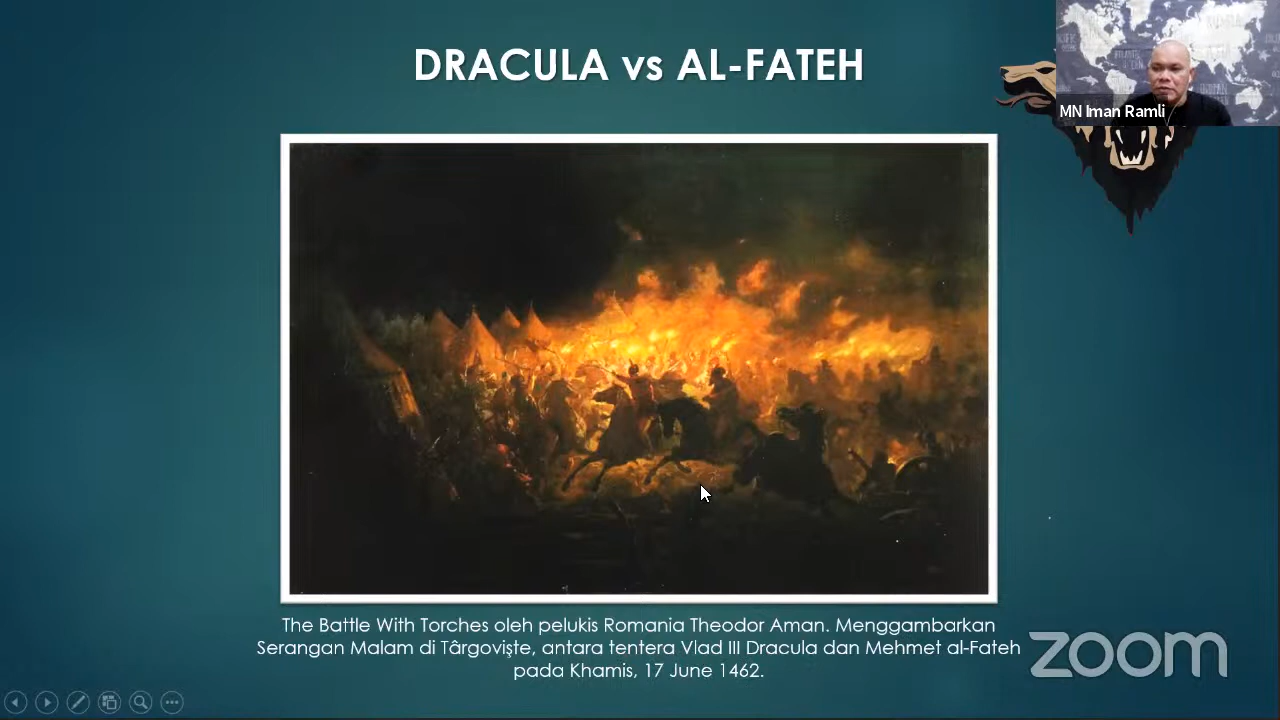 DRACULA vs AL-FATEH
MN Iman Ramli
The Battle With Torches oleh pelukis Romania Theodor Aman. Menggambarkan
Serangan Malam di Târgovişte, antara tentera Vlad III Dracula dan Mehmet al-Fateh
pada Khamis, 17 June 1462.
zoom